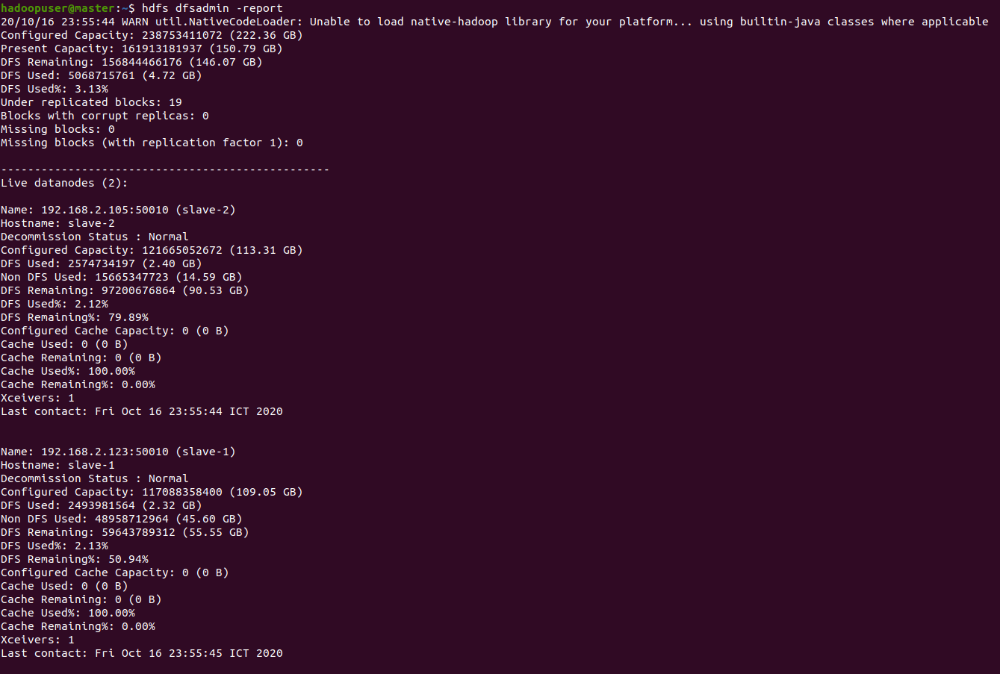 hadoopuser@master:~$ hdfs dfsadmin -report
20/10/16 23:55:44 WARN util.NativeCodeLoader: Unable to load native-hadoop library for your platform... using builtin-java classes where applicable
Configured Capacity: 238753411072 (222.36 GB)
Present Capacity: 161913181937 (150.79 GB)
DFS Remaining: 156844466176 (146.07 GB)
DFS Used: 5068715761 (4.72 GB)
DFS Used%: 3.13%
Under replicated blocks: 19
Blocks with corrupt replicas: 0
Missing blocks: 0
Missing blocks (with replication factor 1): 0
-------------------------------------------------
Live datanodes (2):
Name: 192.168.2.105:50010 (slave-2)
Hostname: slave-2
Decommission Status : Normal
Configured Capacity: 121665052672 (113.31 GB)
DFS Used: 2574734197 (2.40 GB)
Non DFS Used: 15665347723 (14.59 GB)
DFS Remaining: 97200676864 (90.53 GB)
DFS Used%: 2.12%
DFS Remaining%: 79.89%
Configured Cache Capacity: 0 (0 B)
Cache Used: 0 (0 B)
Cache Remaining: 0 (0 B)
Cache Used%: 100.00%
Cache Remaining%: 0.00%
Xceivers: 1
Last contact: Fri Oct 16 23:55:44 ICT 2020
Name: 192.168.2.123:50010 (slave-1)
Hostname: slave-1
Decommission Status : Normal
Configured Capacity: 117088358400 (109.05 GB)
DFS Used: 2493981564 (2.32 GB)
Non DFS Used: 48958712964 (45.60 GB)
DFS Remaining: 59643789312 (55.55 GB)
DFS Used%: 2.13%
DFS Remaining%: 50.94%
Configured Cache Capacity: 0 (0 B)
Cache Used: 0 (0 B)
Cache Remaining: 0 (0 B)
Cache Used%: 100.00%
Cache Remaining%: 0.00%
Xceivers: 1
Last contact: Fri Oct 16 23:55:45 ICT 2020